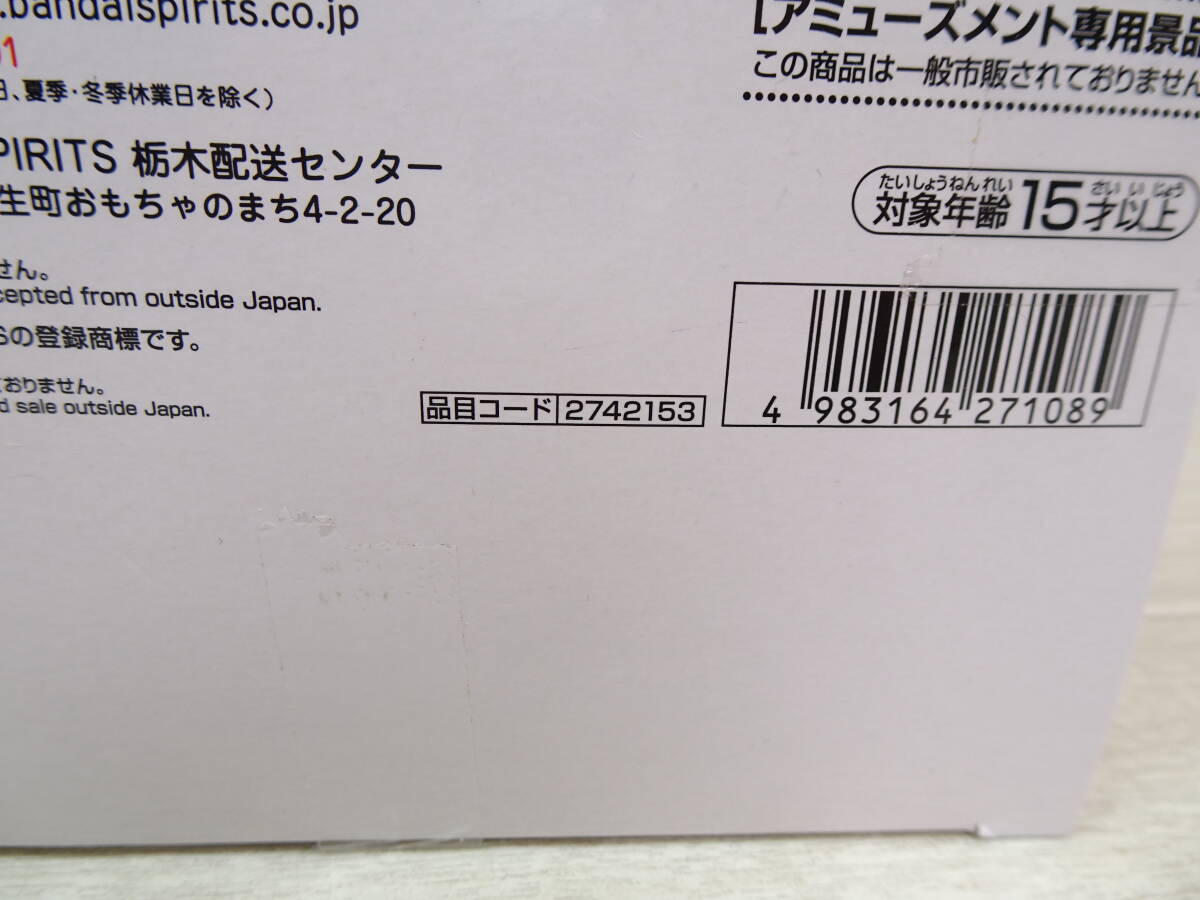 .bandaispirits.co.jp
01
日、夏季・冬季休業日を除く)
PIRITS 栃木配送センター
生町おもちゃのまち4-2-20
せん。
cepted from outside Japan.
Sの登録商標です。
ておりません。
d sale outside Japan.
品目コード 2742153
【アミューズメント専用景品
この商品は一般市販されておりません
たいしょうねんれい さいいじょう
対象年齢 15才以上
4 983164 271089